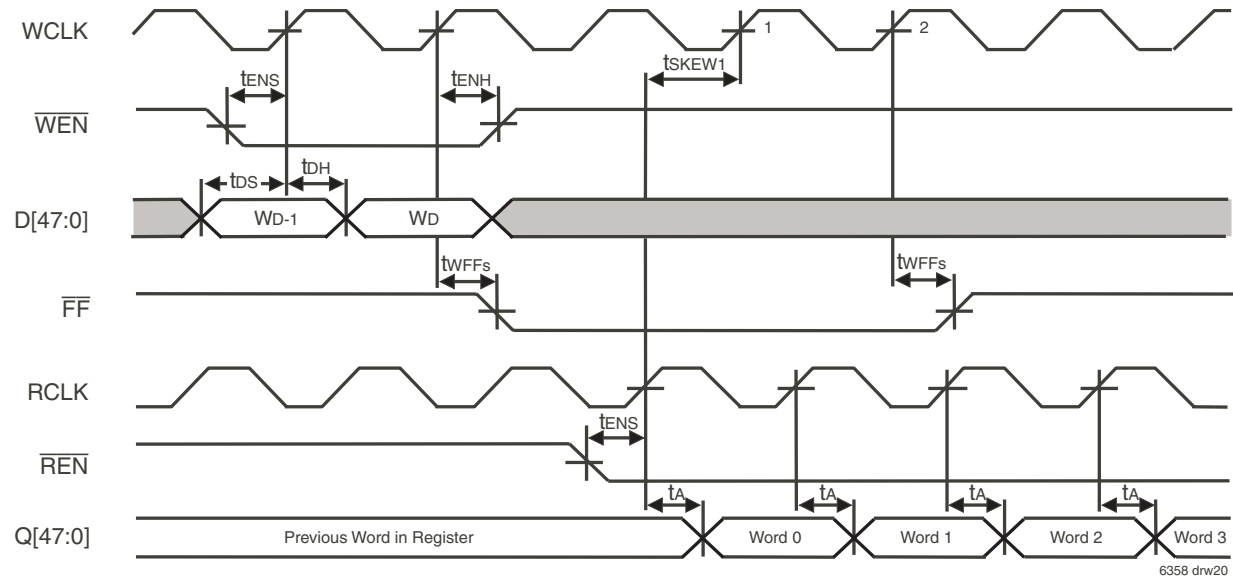 WCLK
1
2
tENS
tENH
tSKEW1
WEN
tDS
tDH
D[47:0]
WD-1
WD
tWFFs
tWFFs
FF
RCLK
tENS
REN
tA
tA
tA
tA
Q[47:0]
Previous Word in Register
Word 0
Word 1
Word 2
Word 3
6358 drw20